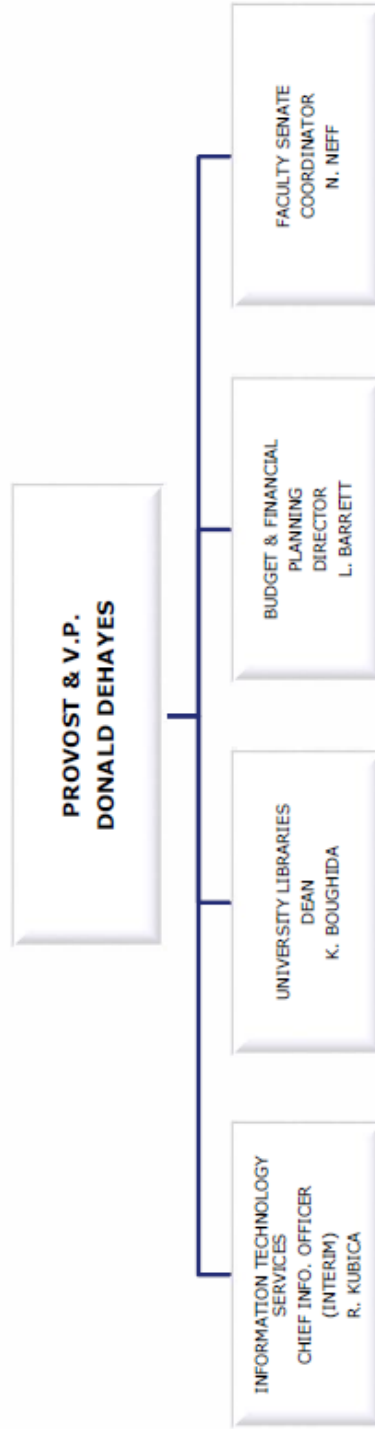 PROVOST & V.P.
DONALD DEHAYES
INFORMATION TECHNOLOGY
SERVICES
CHIEF INFO. OFFICER
(INTERIM)
R. KUBICA
UNIVERSITY LIBRARIES
DEAN
K. BOUGHIDA
BUDGET & FINANCIAL
PLANNING
DIRECTOR
L. BARRETT
FACULTY SENATE
COORDINATOR
N. NEFF